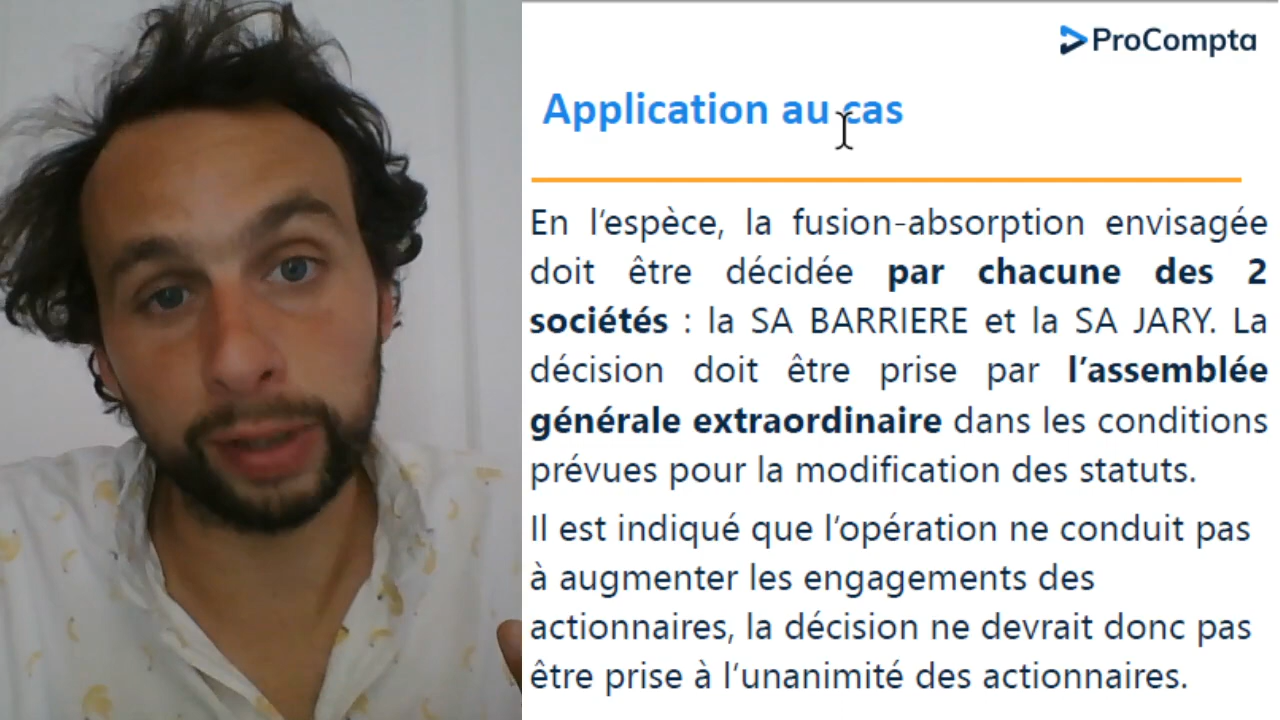 ProCompta
Application au cas
En l’espèce, la fusion-absorption envisagée
doit être décidée par chacune des 2
sociétés : la SA BARRIERE et la SA JARY. La
décision doit être prise par l’assemblée
générale extraordinaire dans les conditions
prévues pour la modification des statuts.
Il est indiqué que l’opération ne conduit pas
à augmenter les engagements des
actionnaires, la décision ne devrait donc pas
être prise à l’unanimité des actionnaires.